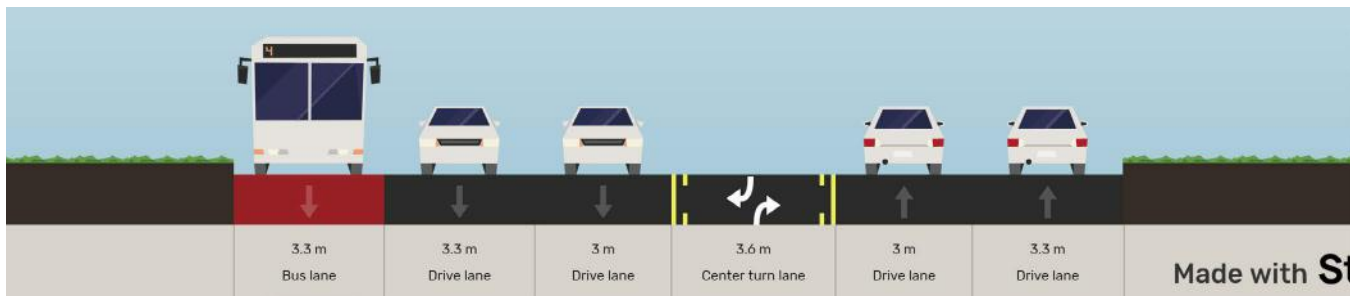 4
3.3 m
Bus lane
3.3 m
Drive lane
3 m
Drive lane
3.6 m
Center turn lane
3 m
Drive lane
3.3 m
Drive lane
Made with St